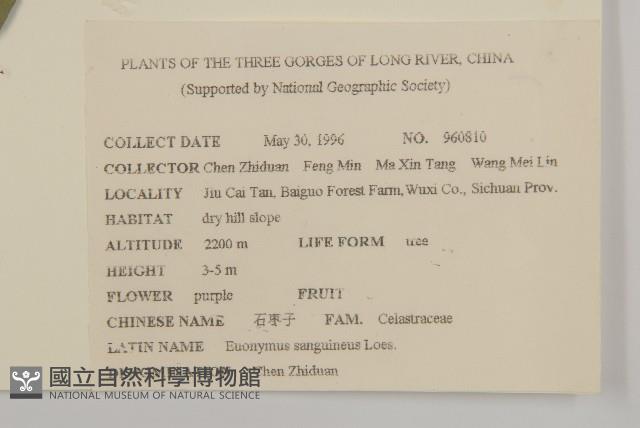 PLANTS OF THE THREE GORGES OF LONG RIVER, CHINA
(Supported by National Geographic Society)
COLLECT DATE May 30, 1996 NO. 960810
COLLECTOR Chen Zhiduan Feng Min Ma Xin Tang Wang Mei Lin
LOCALITY Jiu Cai Tan, Baiguo Forest Farm, Wuxi Co., Sichuan Prov.
HABITAT dry hill slope
ALTITUDE 2200 m LIFE FORM tree
HEIGHT 3-5 m
FLOWER purple FRUIT
CHINESE NAME 石枣子 FAM. Celastraceae
LATIN NAME Euonymus sanguineus Loes.
Chen Zhiduan
國立自然科學博物館
NATIONAL MUSEUM OF NATURAL SCIENCE